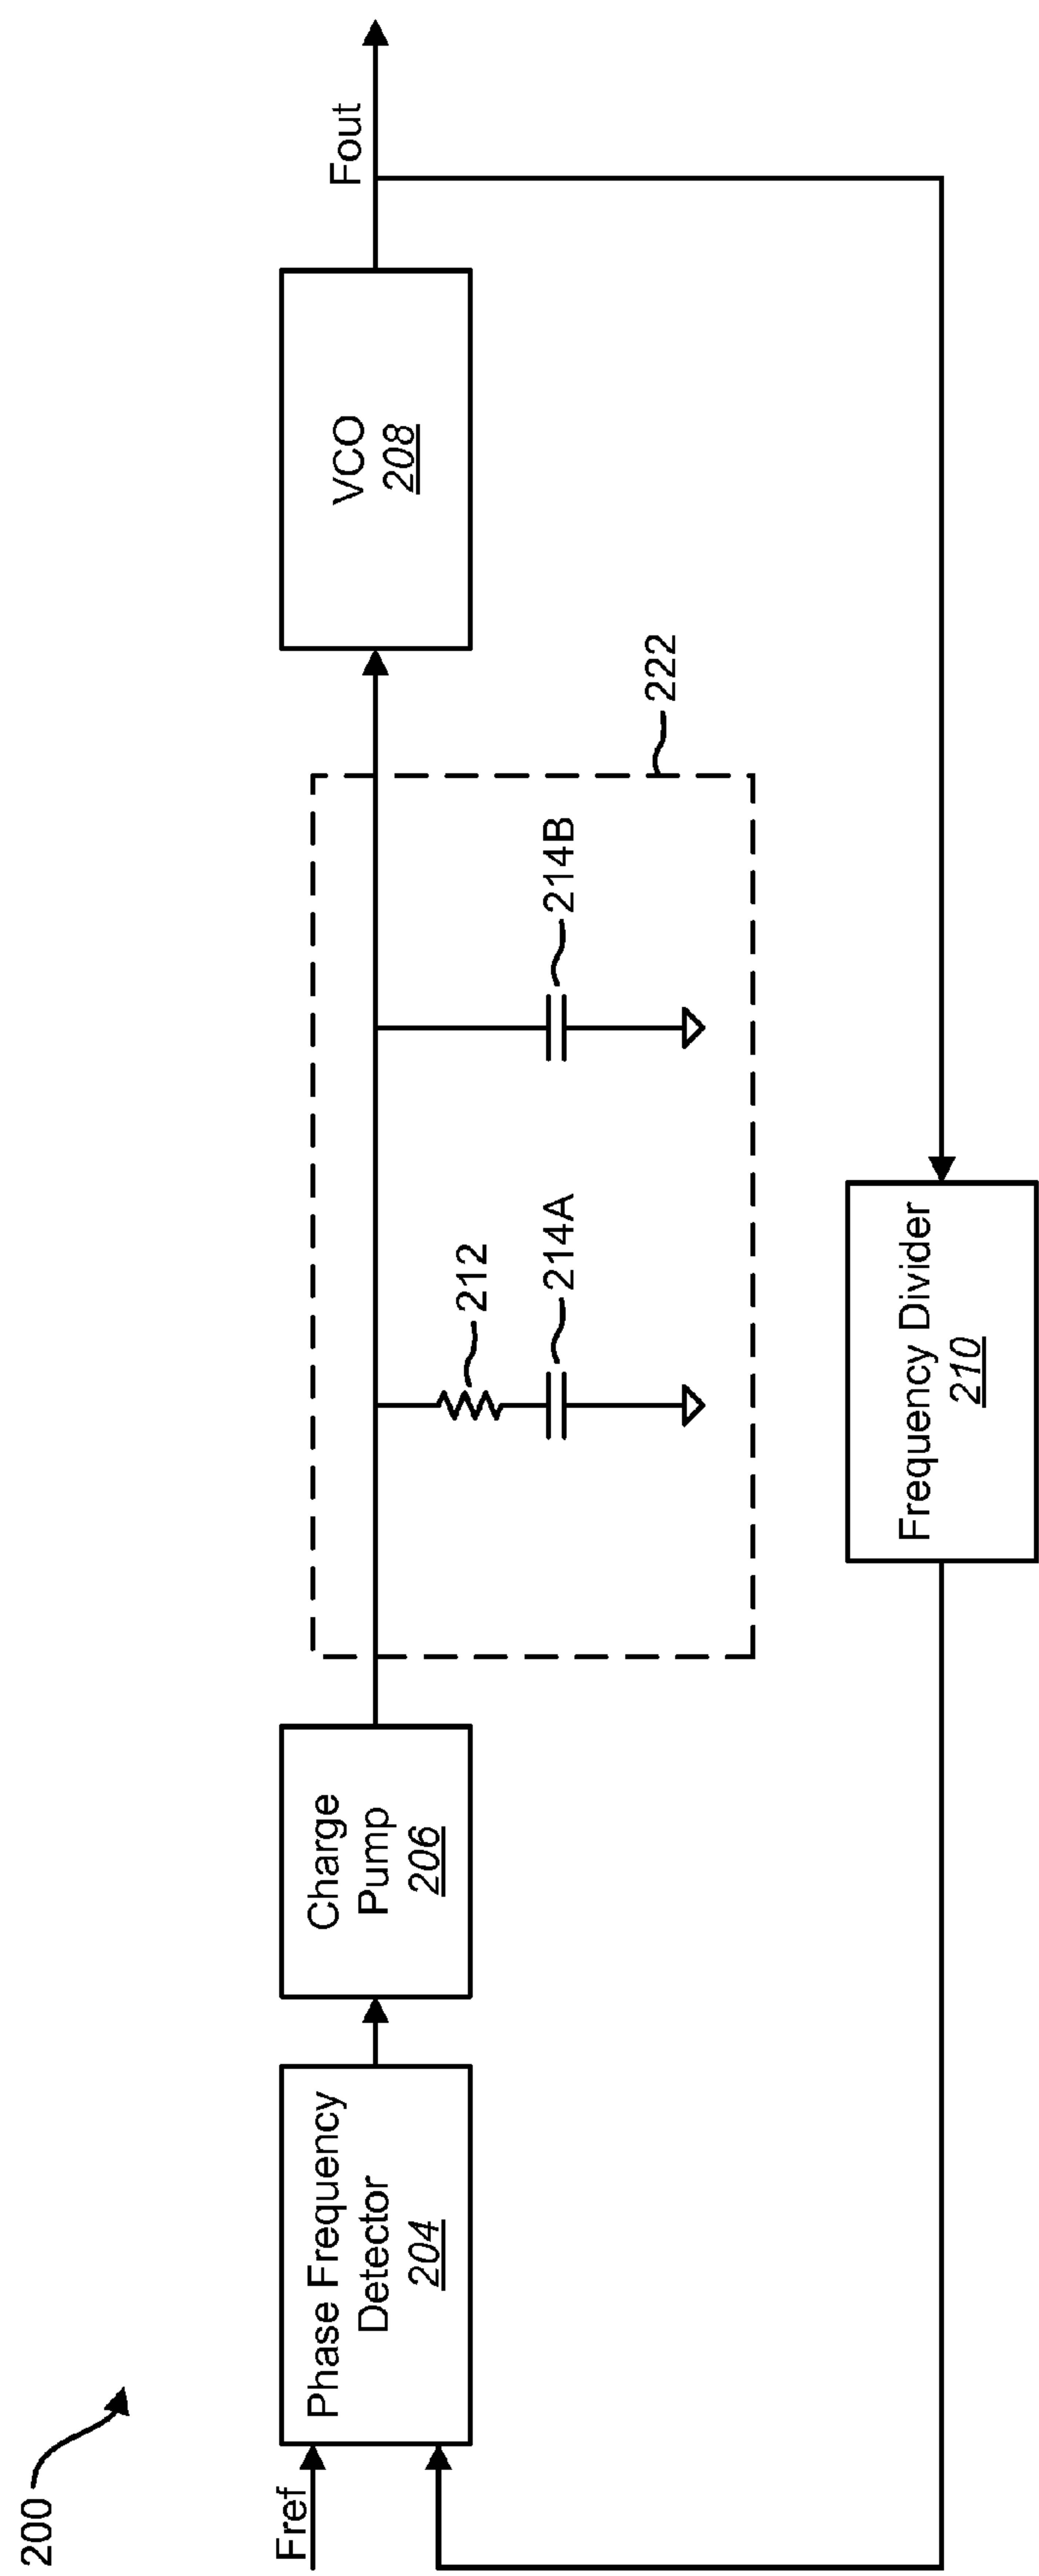 200
Fref
Phase Frequency
Detector
204
Charge
Pump
206
212
214A
214B
222
VCO
208
Fout
Frequency Divider
210